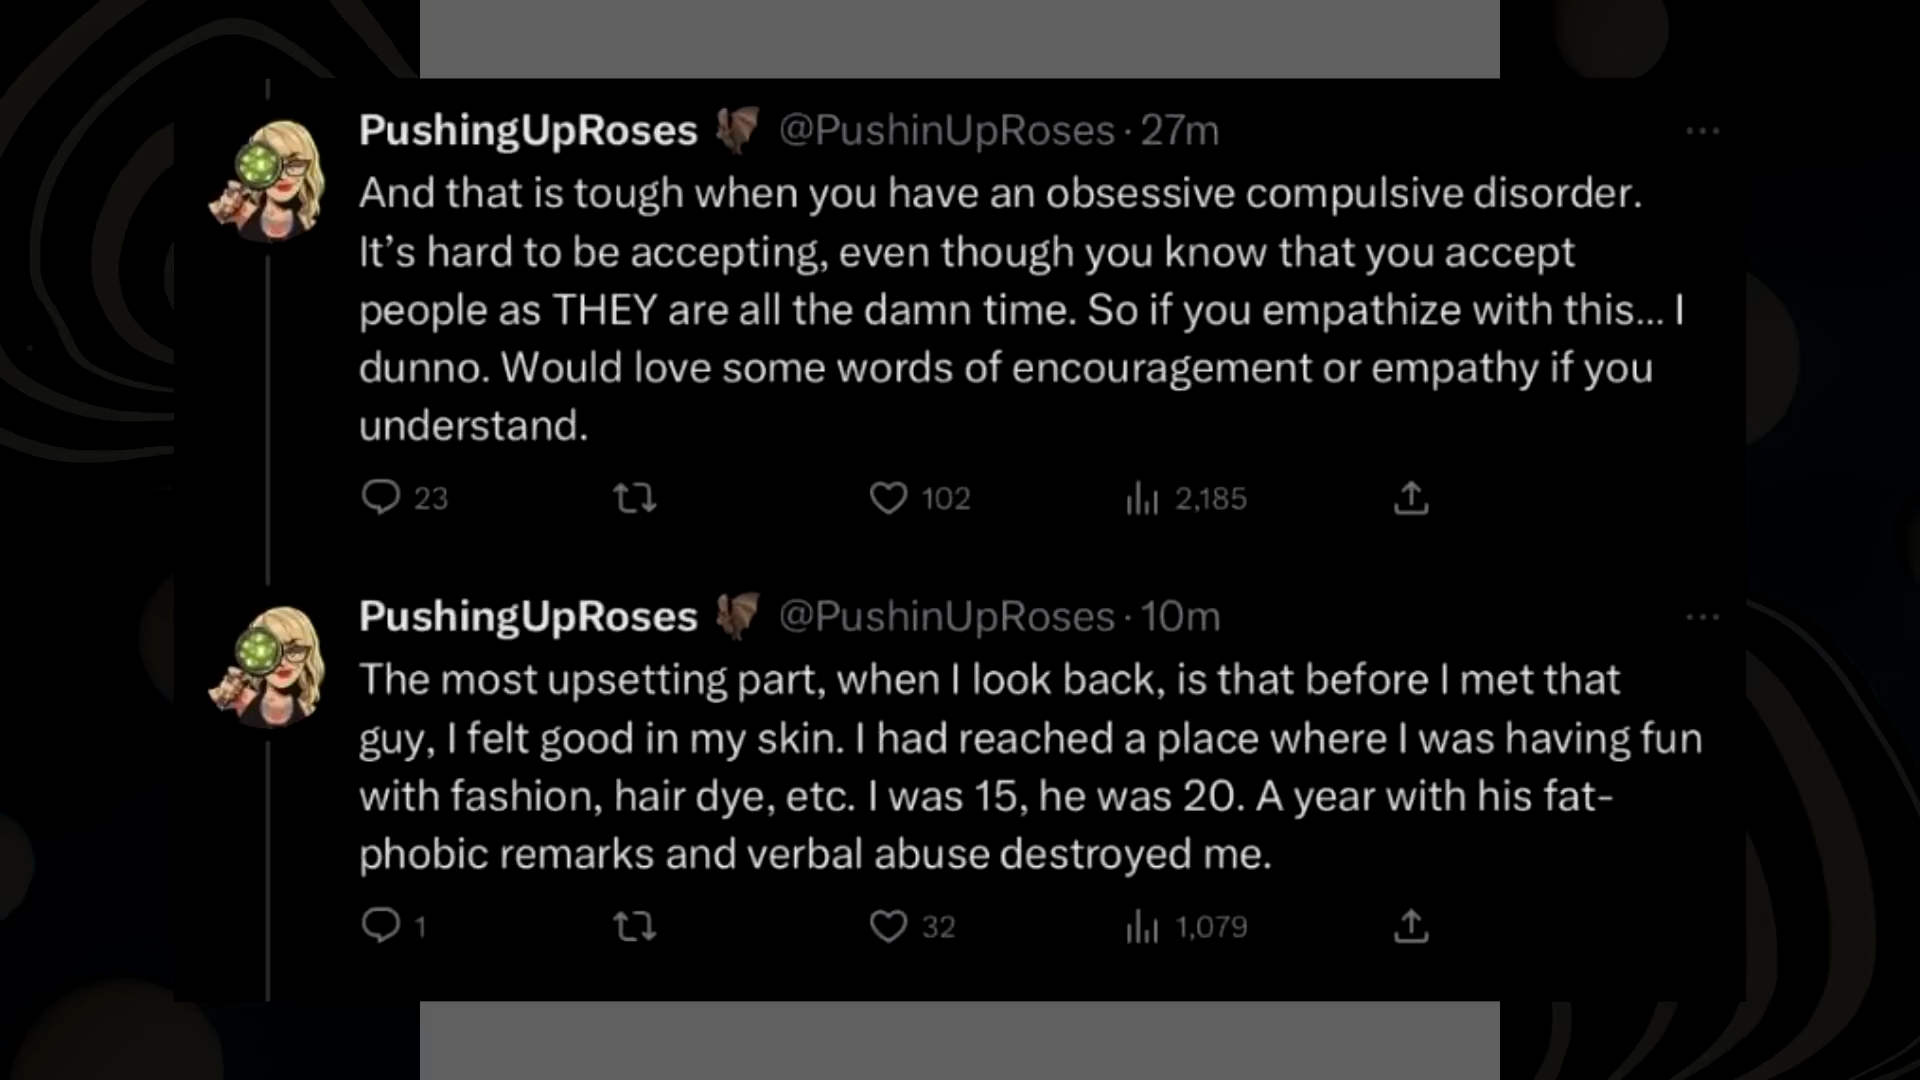 PushingUpRoses 🦇 @PushinUpRoses · 27m
And that is tough when you have an obsessive compulsive disorder.
It’s hard to be accepting, even though you know that you accept
people as THEY are all the damn time. So if you empathize with this... I
dunno. Would love some words of encouragement or empathy if you
understand.
23 102 2,185
PushingUpRoses 🦇 @PushinUpRoses · 10m
The most upsetting part, when I look back, is that before I met that
guy, I felt good in my skin. I had reached a place where I was having fun
with fashion, hair dye, etc. I was 15, he was 20. A year with his fat-
phobic remarks and verbal abuse destroyed me.
1 32 1,079